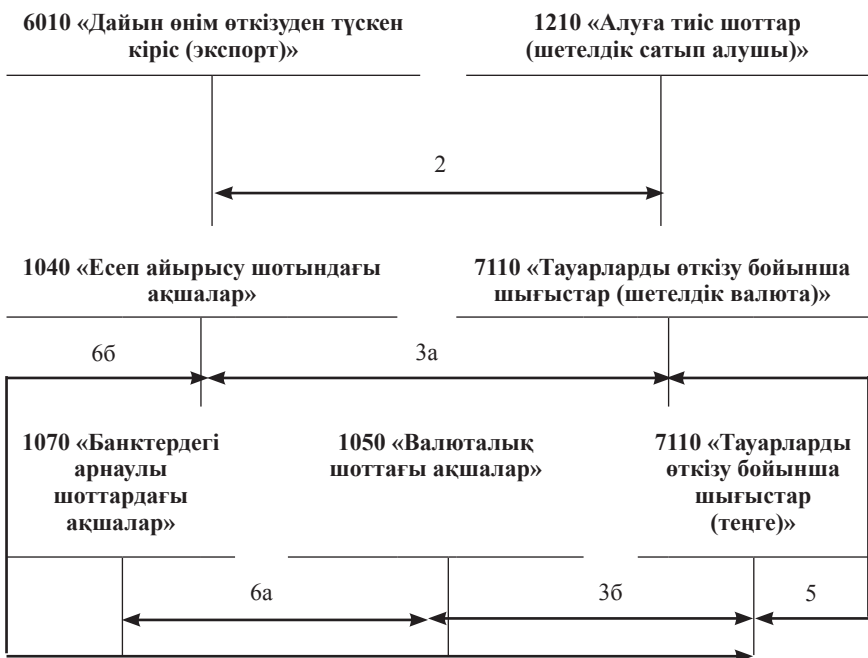 6010 «Дайын өнім өткізуден түскен
кіріс (экспорт)»
1210 «Алуға тиіс шоттар
(шетелдік сатып алушы)»
2
1040 «Есеп айырысу шотындағы
ақшалар»
7110 «Тауарларды өткізу бойынша
шығыстар (шетелдік валюта)»
6б
3а
1070 «Банктердегі
арнаулы
шоттардағы
ақшалар»
1050 «Валюталық
шоттағы ақшалар»
7110 «Тауарларды
өткізу бойынша
шығыстар
(теңге)»
6а
3б
5